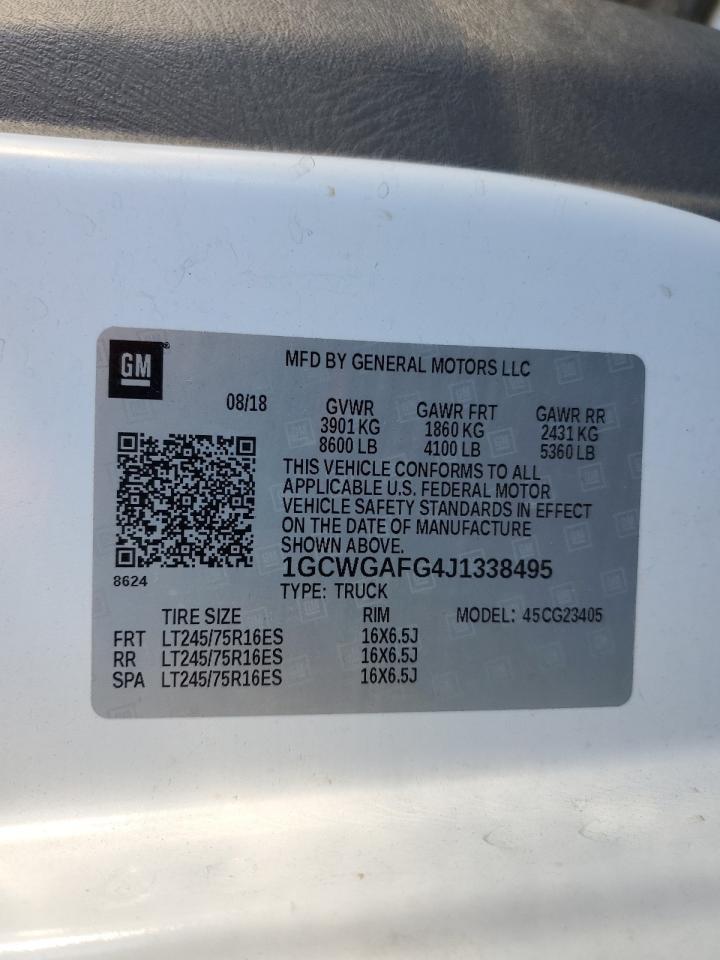 GM
MFD BY GENERAL MOTORS LLC
08/18
GVWR GAWR FRT GAWR RR
3901 KG 1860 KG 2431 KG
8600 LB 4100 LB 5360 LB
THIS VEHICLE CONFORMS TO ALL
APPLICABLE U.S. FEDERAL MOTOR
VEHICLE SAFETY STANDARDS IN EFFECT
ON THE DATE OF MANUFACTURE
SHOWN ABOVE.
1GCWGAFG4J1338495
8624
TYPE: TRUCK
TIRE SIZE RIM MODEL: 45CG23405
FRT LT245/75R16ES 16X6.5J
RR LT245/75R16ES 16X6.5J
SPA LT245/75R16ES 16X6.5J